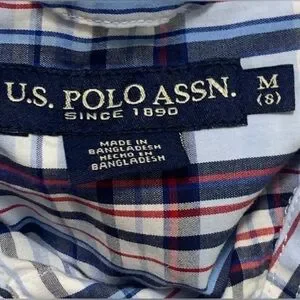 U.S. POLO ASSN.
SINCE 1890
M
(8)
MADE IN
BANGLADESH
HECHO EN
BANGLADESH